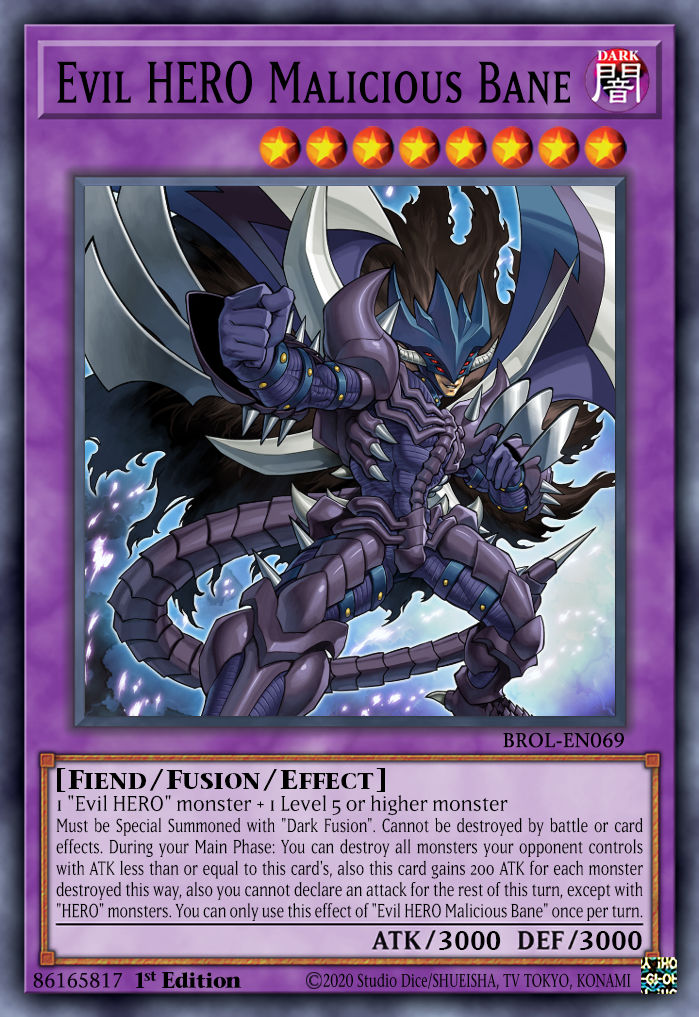 Evil HERO Malicious Bane
DARK
闇
BROL-EN069
[Fiend/Fusion/Effect]
1 "Evil HERO" monster + 1 Level 5 or higher monster
Must be Special Summoned with "Dark Fusion". Cannot be destroyed by battle or card
effects. During your Main Phase: You can destroy all monsters your opponent controls
with ATK less than or equal to this card's, also this card gains 200 ATK for each monster
destroyed this way, also you cannot declare an attack for the rest of this turn, except with
"HERO" monsters. You can only use this effect of "Evil HERO Malicious Bane" once per turn.
ATK/3000 DEF/3000
86165817 1st Edition ©2020 Studio Dice/SHUEISHA, TV TOKYO, KONAMI